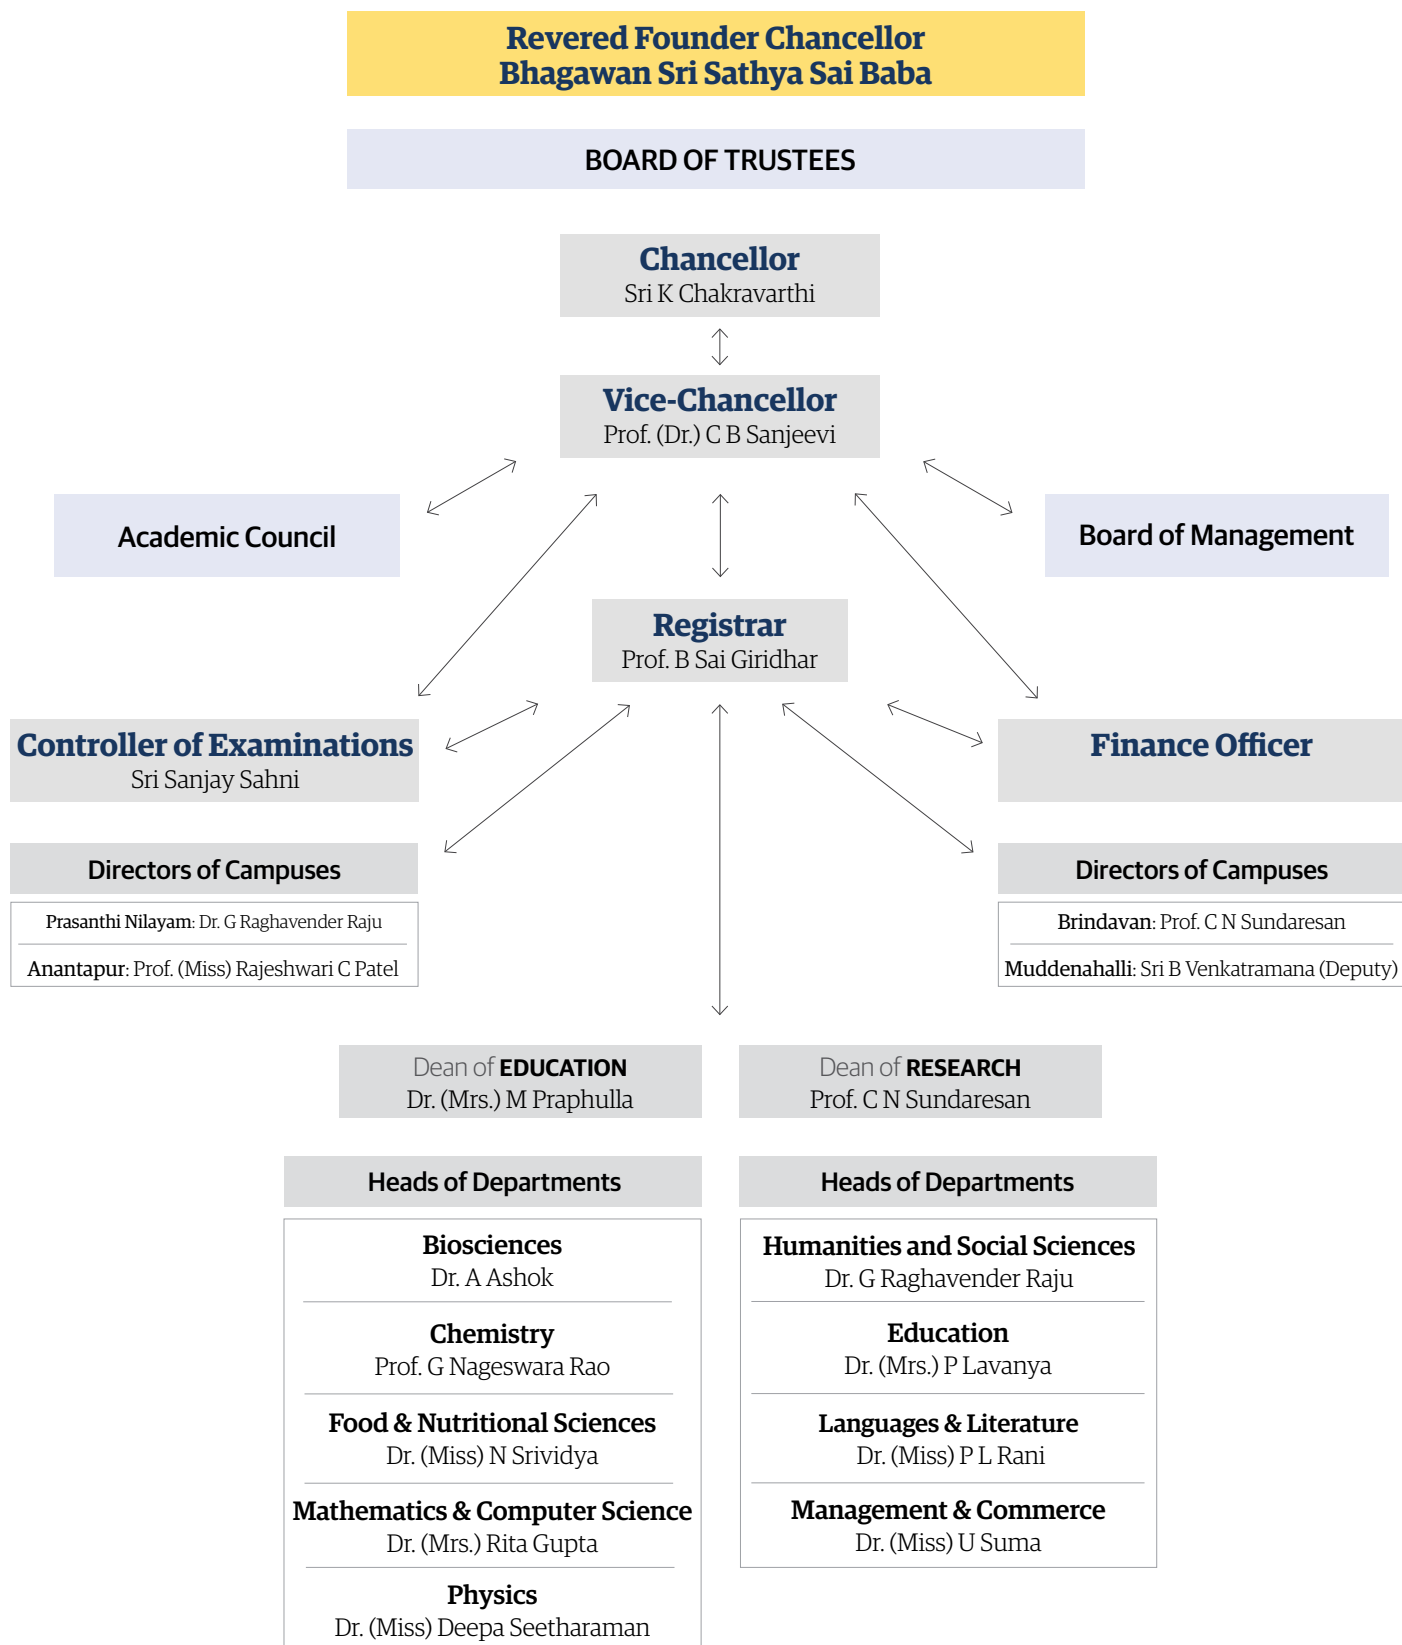 Revered Founder Chancellor
Bhagawan Sri Sathya Sai Baba
BOARD OF TRUSTEES
Chancellor
Sri K Chakravarthi
Vice-Chancellor
Prof. (Dr.) C B Sanjeevi
Academic Council
Board of Management
Registrar
Prof. B Sai Giridhar
Controller of Examinations
Sri Sanjay Sahni
Finance Officer
Directors of Campuses
Prasanthi Nilayam: Dr. G Raghavender Raju
Anantapur: Prof. (Miss) Rajeshwari C Patel
Directors of Campuses
Brindavan: Prof. C N Sundaresan
Muddenahalli: Sri B Venkatramana (Deputy)
Dean of EDUCATION
Dr. (Mrs.) M Praphulla
Dean of RESEARCH
Prof. C N Sundaresan
Heads of Departments
Biosciences
Dr. A Ashok
Chemistry
Prof. G Nageswara Rao
Food & Nutritional Sciences
Dr. (Miss) N Srividya
Mathematics & Computer Science
Dr. (Mrs.) Rita Gupta
Physics
Dr. (Miss) Deepa Seetharaman
Heads of Departments
Humanities and Social Sciences
Dr. G Raghavender Raju
Education
Dr. (Mrs.) P Lavanya
Languages & Literature
Dr. (Miss) P L Rani
Management & Commerce
Dr. (Miss) U Suma